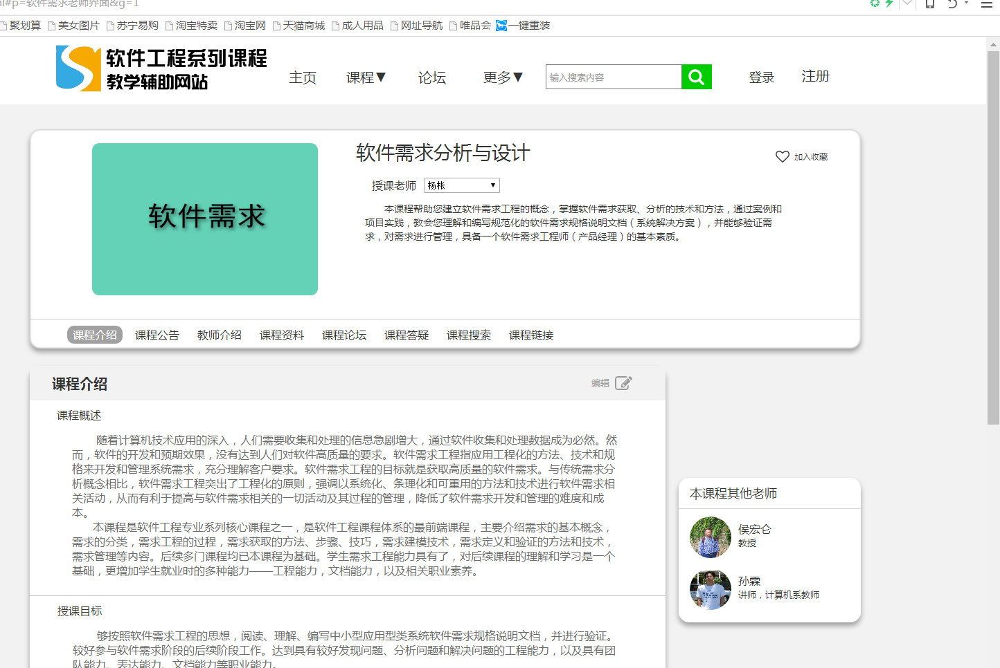 nl#p=软件需求老师界面&g=1
聚划算 美女图片 苏宁易购 淘宝特卖 淘宝网 天猫商城 成人用品 网址导航 唯品会 一键重装
软件工程系列课程
教学辅助网站
主页 课程▼ 论坛 更多▼ 输入搜索内容 登录 注册
软件需求
软件需求分析与设计
加入收藏
授课老师 杨枨
本课程帮助您建立软件需求工程的概念，掌握软件需求获取、分析的技术和方法，通过案例和
项目实践，教会您理解和编写规范化的软件需求规格说明文档（系统解决方案），并能够验证需
求，对需求进行管理，具备一个软件需求工程师（产品经理）的基本素质。
课程介绍 课程公告 教师介绍 课程资料 课程论坛 课程答疑 课程搜索 课程链接
课程介绍
编辑
课程概述
随着计算机技术应用的深入，人们需要收集和处理的信息急剧增大，通过软件收集和处理数据成为必然。然
而，软件的开发和预期效果，没有达到人们对软件高质量的要求。软件需求工程指应用工程化的方法、技术和规
格来开发和管理系统需求，充分理解客户要求。软件需求工程的目标就是获取高质量的软件需求。与传统需求分
析概念相比，软件需求工程突出了工程化的原则，强调以系统化、条理化和可重用的方法和技术进行软件需求相
关活动，从而有利于提高与软件需求相关的一切活动及其过程的管理，降低了软件需求开发和管理的难度和成
本。
本课程是软件工程专业系列核心课程之一，是软件工程课程体系的最前端课程，主要介绍需求的基本概念，
需求的分类，需求工程的过程，需求获取的方法、步骤、技巧，需求建模技术，需求定义和验证的方法和技术，
需求管理等内容。后续多门课程均已本课程为基础。学生需求工程能力具有了，对后续课程的理解和学习是一个
基础，更增加学生就业时的多种能力——工程能力，文档能力，以及相关职业素养。
授课目标
够按照软件需求工程的思想，阅读、理解、编写中小型应用型类系统软件需求规格说明文档，并进行验证。
较好参与软件需求阶段的后续阶段工作。达到具有较好发现问题、分析问题和解决问题的工程能力，以及具有团
队能力、表达能力、文档能力等职业能力。
本课程其他老师
侯宏仑
教授
孙霖
讲师，计算机系教师